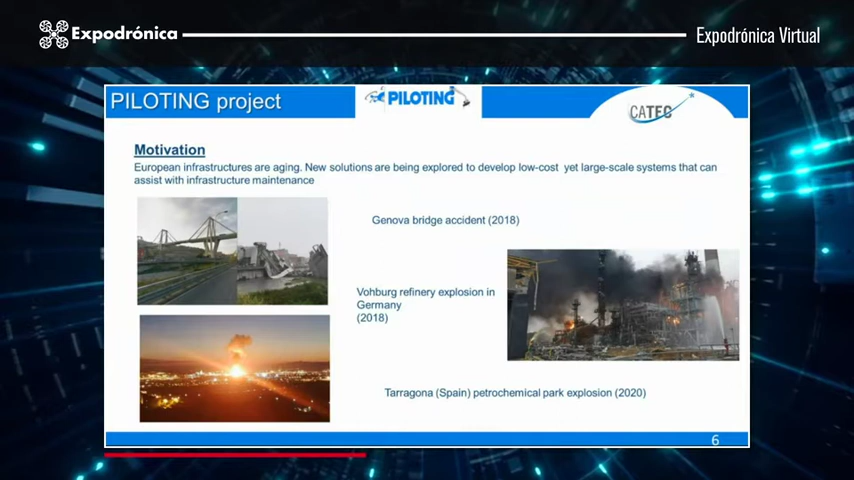 Expodrónica
Expodrónica Virtual
PILOTING project
PILOTING
CATEC
Motivation
European infrastructures are aging. New solutions are being explored to develop low-cost yet large-scale systems that can
assist with infrastructure maintenance
Genova bridge accident (2018)
Vohburg refinery explosion in
Germany
(2018)
Tarragona (Spain) petrochemical park explosion (2020)
6